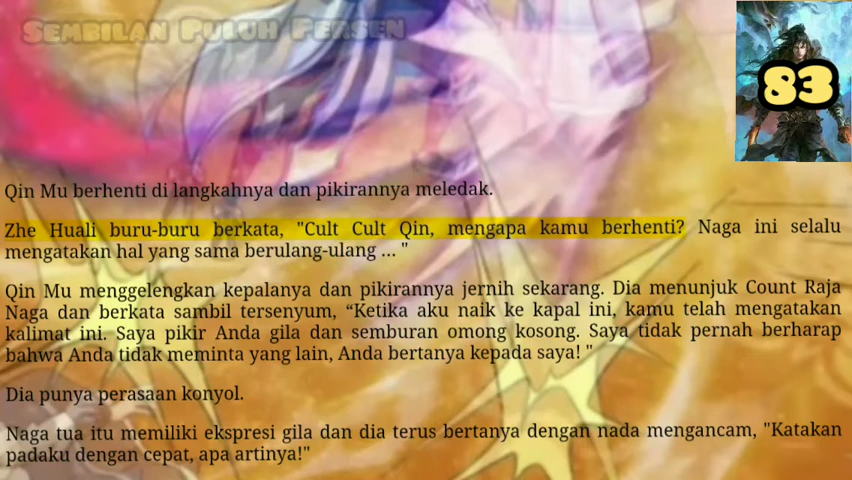 Sembilan Puluh Persen
83
Qin Mu berhenti di langkahnya dan pikirannya meledak.
Zhe Huali buru-buru berkata, "Cult Cult Qin, mengapa kamu berhenti? Naga ini selalu
mengatakan hal yang sama berulang-ulang ... "
Qin Mu menggelengkan kepalanya dan pikirannya jernih sekarang. Dia menunjuk Count Raja
Naga dan berkata sambil tersenyum, “Ketika aku naik ke kapal ini, kamu telah mengatakan
kalimat ini. Saya pikir Anda gila dan semburan omong kosong. Saya tidak pernah berharap
bahwa Anda tidak meminta yang lain, Anda bertanya kepada saya! "
Dia punya perasaan konyol.
Naga tua itu memiliki ekspresi gila dan dia terus bertanya dengan nada mengancam, "Katakan
padaku dengan cepat, apa artinya!"